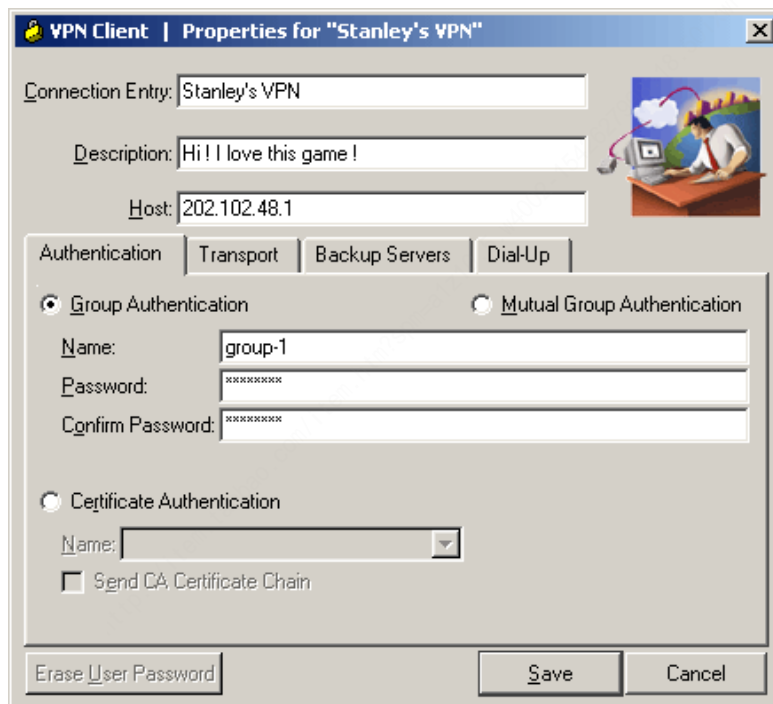 VPN Client | Properties for "Stanley's VPN"
Connection Entry: Stanley's VPN
Description: Hi ! I love this game !
Host: 202.102.48.1
Authentication Transport Backup Servers Dial-Up
Group Authentication Mutual Group Authentication
Name: group-1
Password: ********
Confirm Password: ********
Certificate Authentication
Name:
Send CA Certificate Chain
Erase User Password Save Cancel